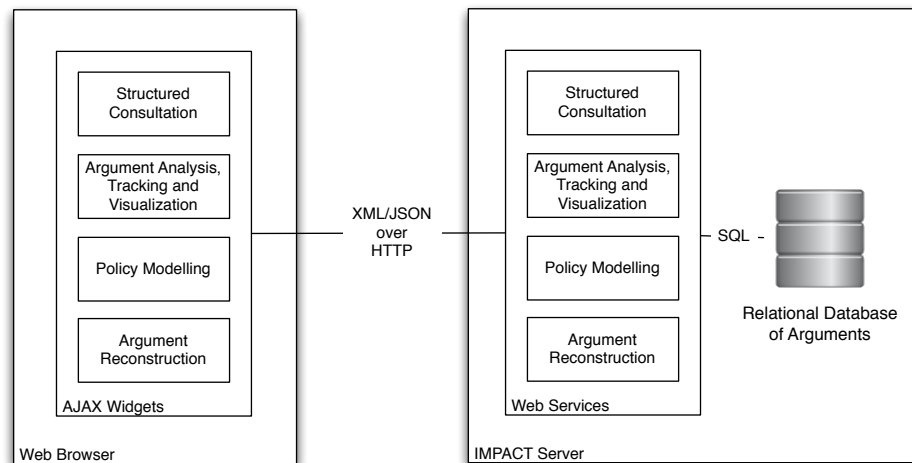 Structured
Consultation
Argument Analysis,
Tracking and
Visualization
Policy Modelling
Argument
Reconstruction
AJAX Widgets
Web Browser
XML/JSON
over
HTTP
Structured
Consultation
Argument Analysis,
Tracking and
Visualization
Policy Modelling
Argument
Reconstruction
Web Services
IMPACT Server
SQL
Relational Database
of Arguments